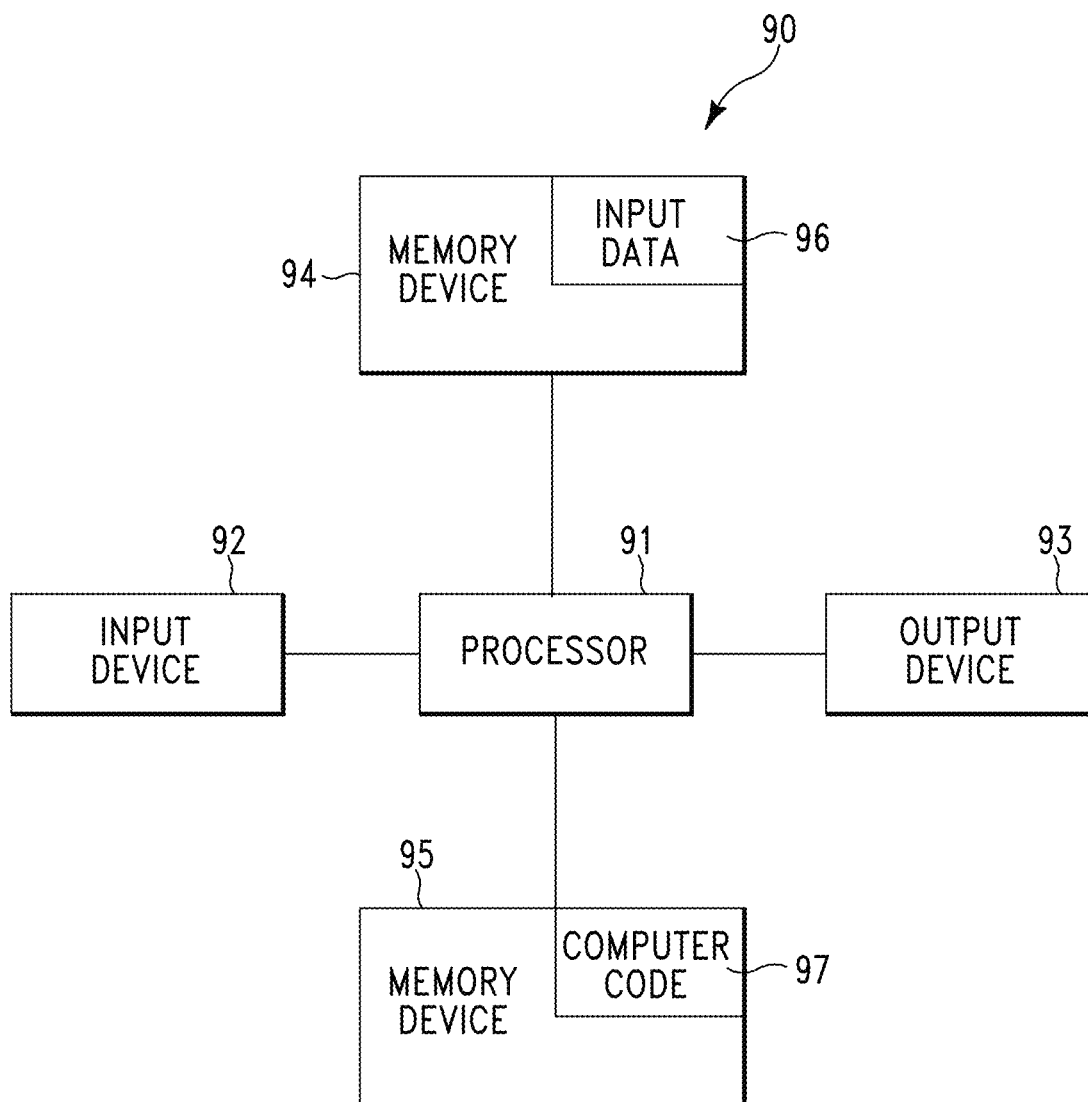 90
INPUT
DATA
96
MEMORY
DEVICE
94
92
91
93
INPUT
DEVICE
PROCESSOR
OUTPUT
DEVICE
95
COMPUTER
CODE
97
MEMORY
DEVICE